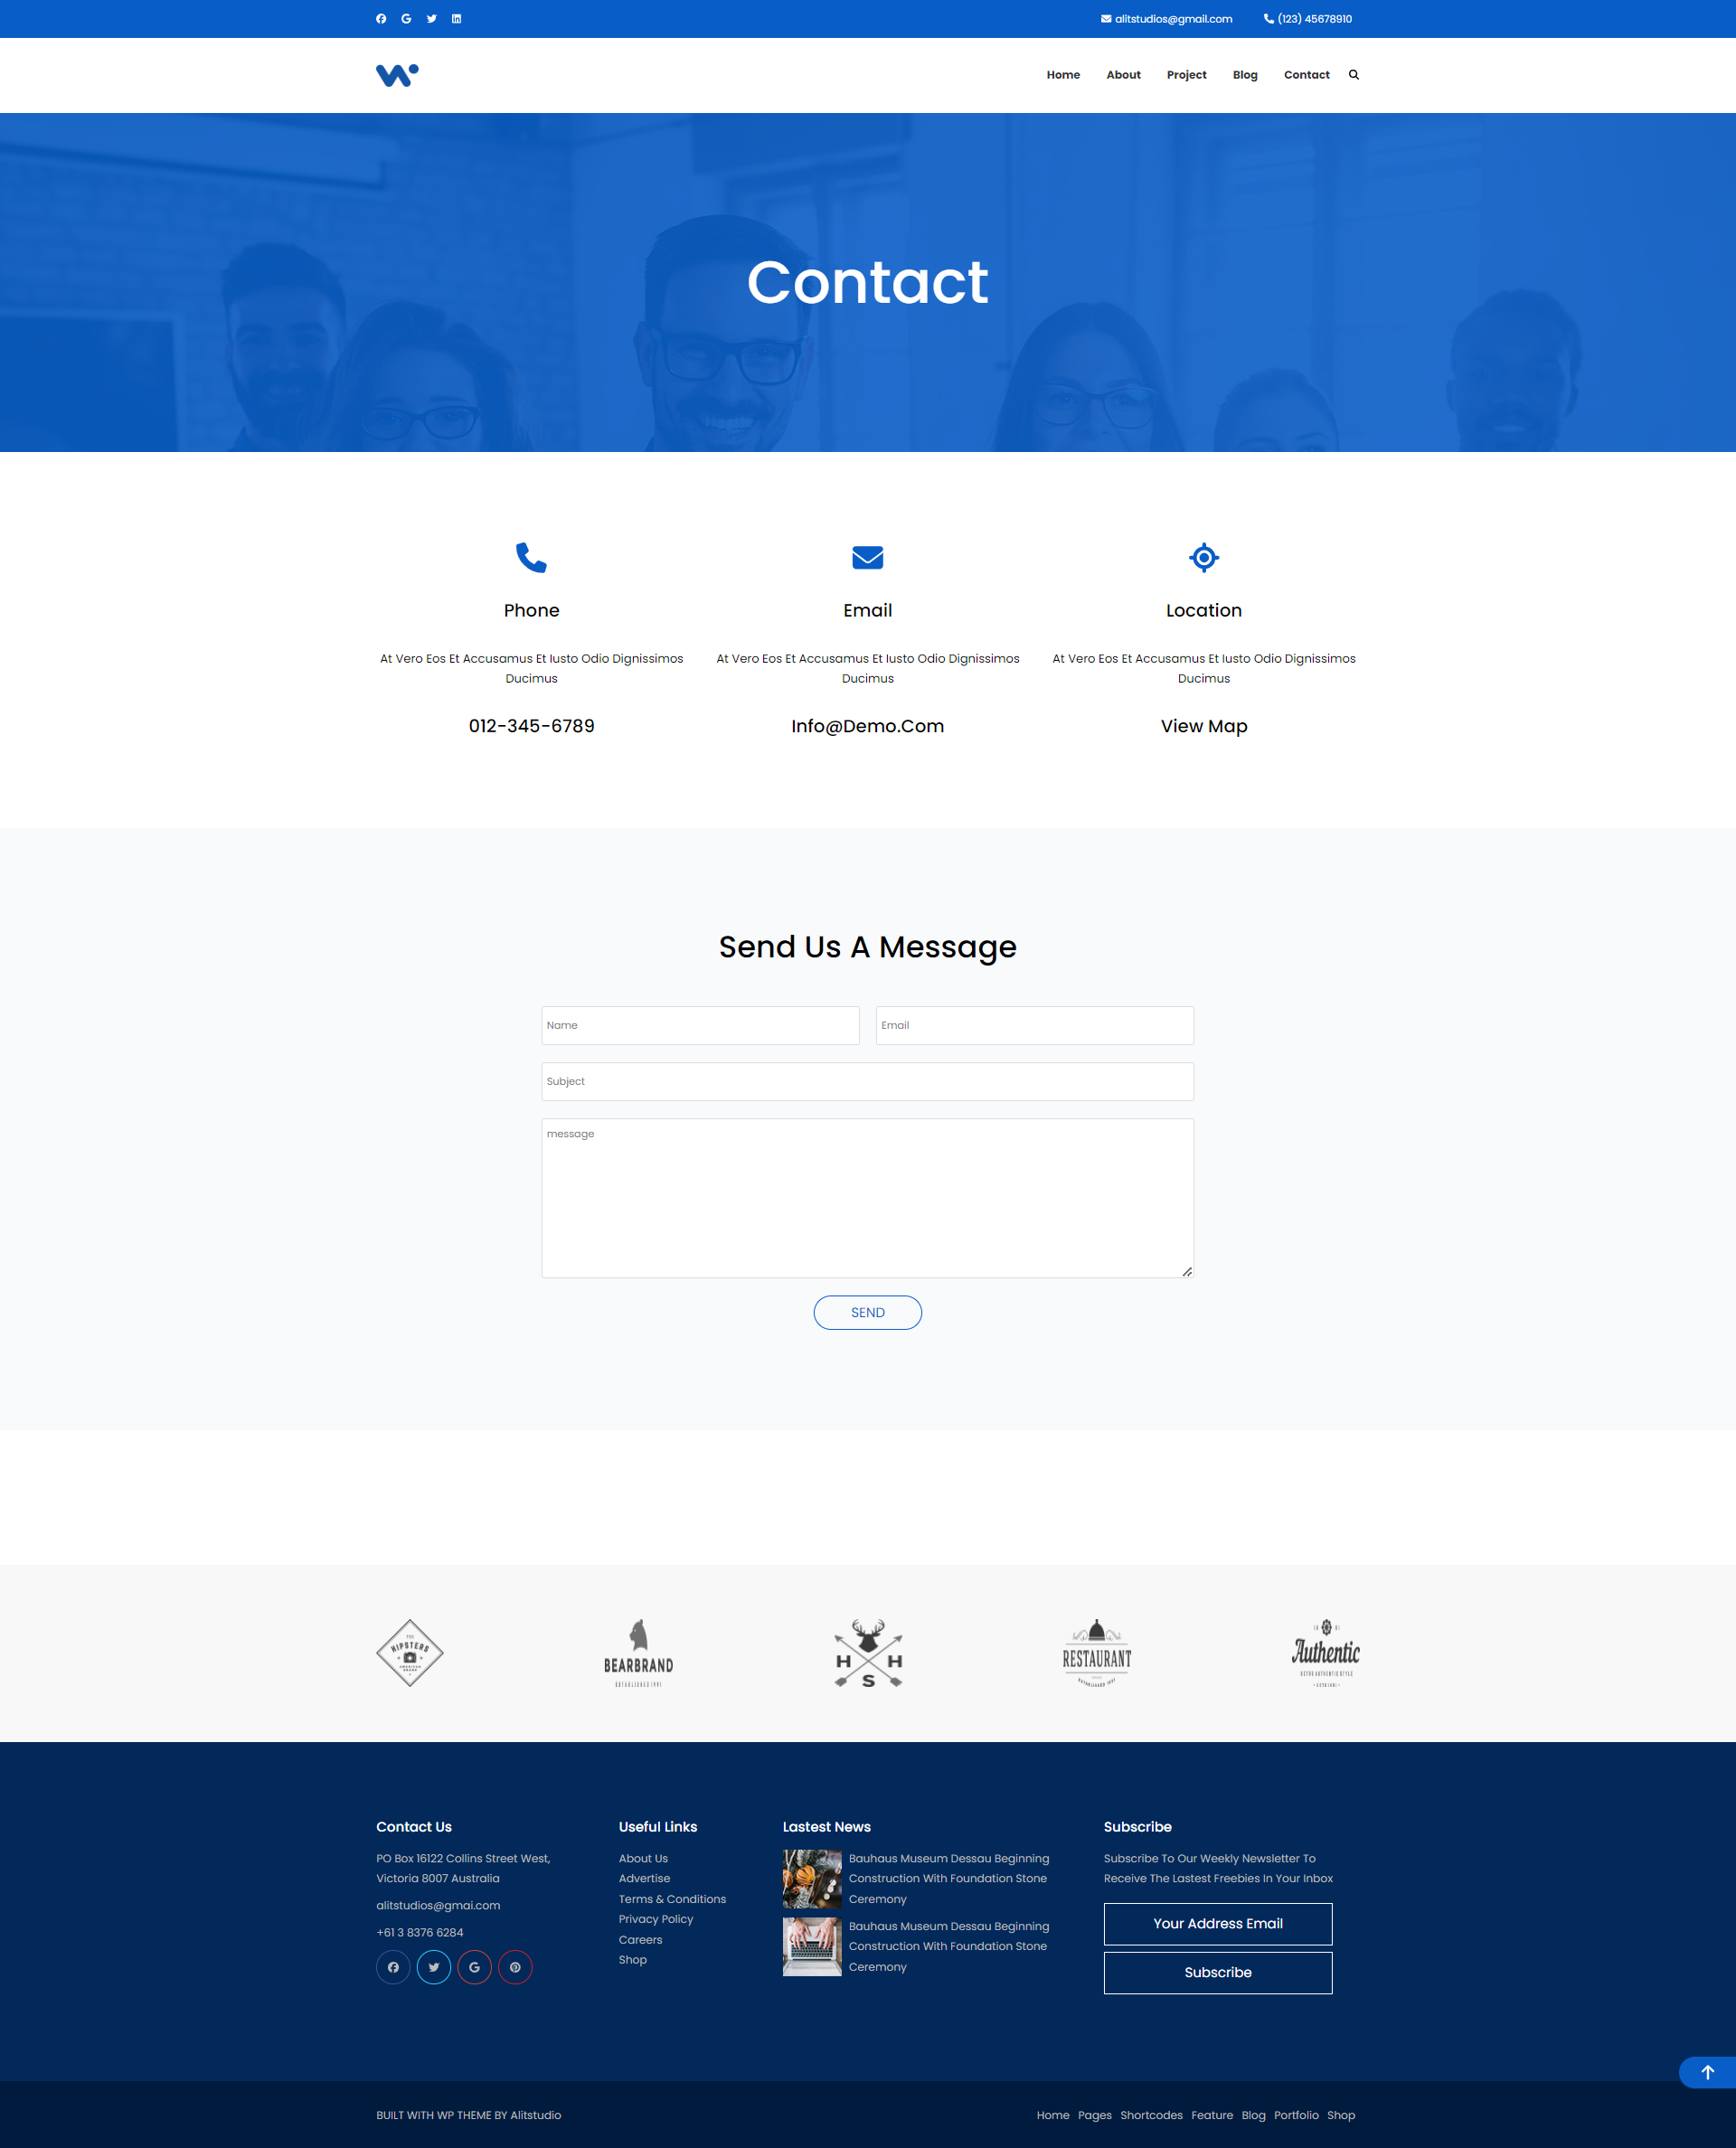 alitstudios@gmail.com (123) 45678910
Home About Project Blog Contact
Contact
Phone
At Vero Eos Et Accusamus Et Iusto Odio Dignissimos
Ducimus
012-345-6789
Email
At Vero Eos Et Accusamus Et Iusto Odio Dignissimos
Ducimus
Info@Demo.Com
Location
At Vero Eos Et Accusamus Et Iusto Odio Dignissimos
Ducimus
View Map
Send Us A Message
Name
Email
Subject
message
SEND
THE
HIPSTERS
BEARBRAND
ESTABLISHED 1991
H H
S
RESTAURANT
Authentic
RETRO AUTHENTIC STYLE
Contact Us
PO Box 16122 Collins Street West,
Victoria 8007 Australia
alitstudios@gmai.com
+61 3 8376 6284
Useful Links
About Us
Advertise
Terms & Conditions
Privacy Policy
Careers
Shop
Lastest News
Bauhaus Museum Dessau Beginning
Construction With Foundation Stone
Ceremony
Bauhaus Museum Dessau Beginning
Construction With Foundation Stone
Ceremony
Subscribe
Subscribe To Our Weekly Newsletter To
Receive The Lastest Freebies In Your Inbox
Your Address Email
Subscribe
BUILT WITH WP THEME BY Alitstudio
Home Pages Shortcodes Feature Blog Portfolio Shop